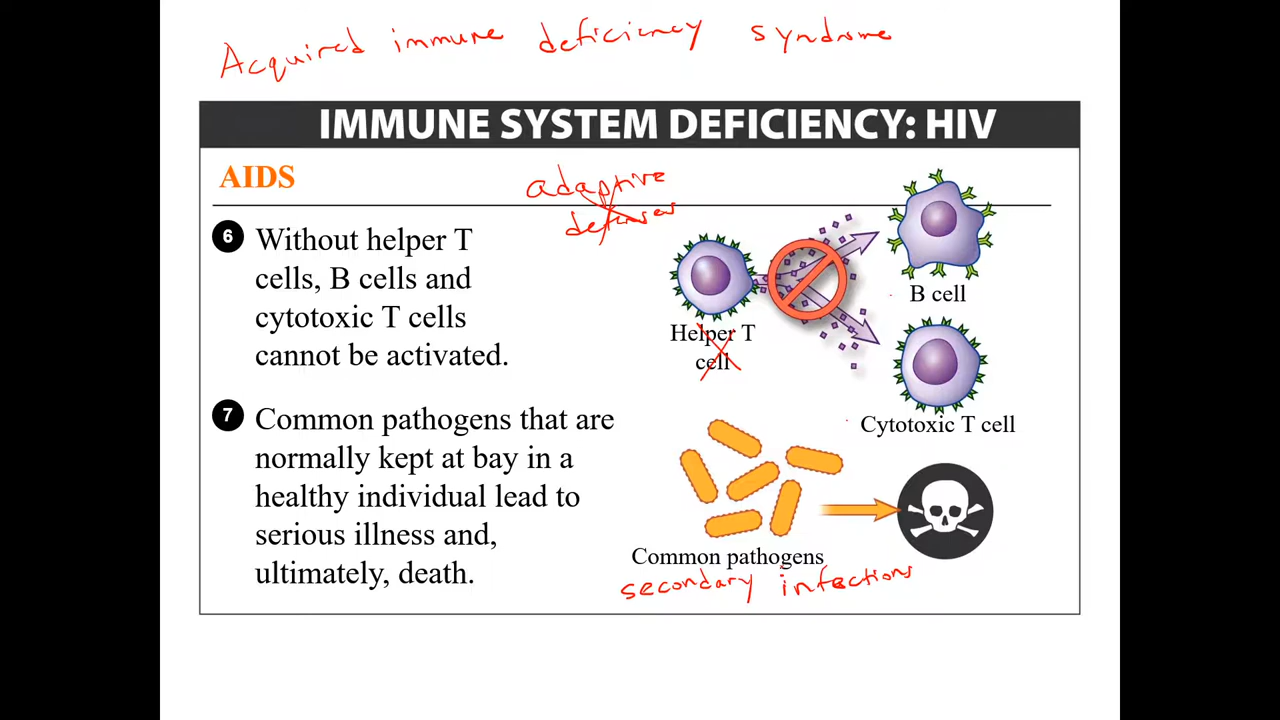 Acquired immune deficiency syndrome
IMMUNE SYSTEM DEFICIENCY: HIV
AIDS
adaptive
defenses
6 Without helper T
cells, B cells and
cytotoxic T cells
cannot be activated.
Helper T
cell
B cell
Cytotoxic T cell
7 Common pathogens that are
normally kept at bay in a
healthy individual lead to
serious illness and,
ultimately, death.
Common pathogens
secondary infections